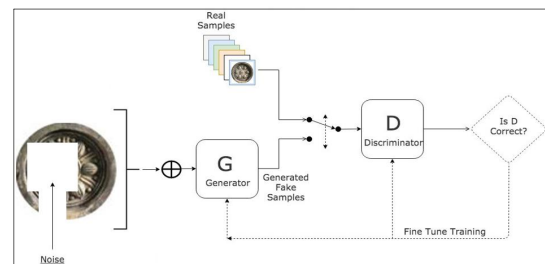 Real
Samples
G
Generator
Generated
Fake
Samples
D
Discriminator
Is D
Correct?
Fine Tune Training
Noise